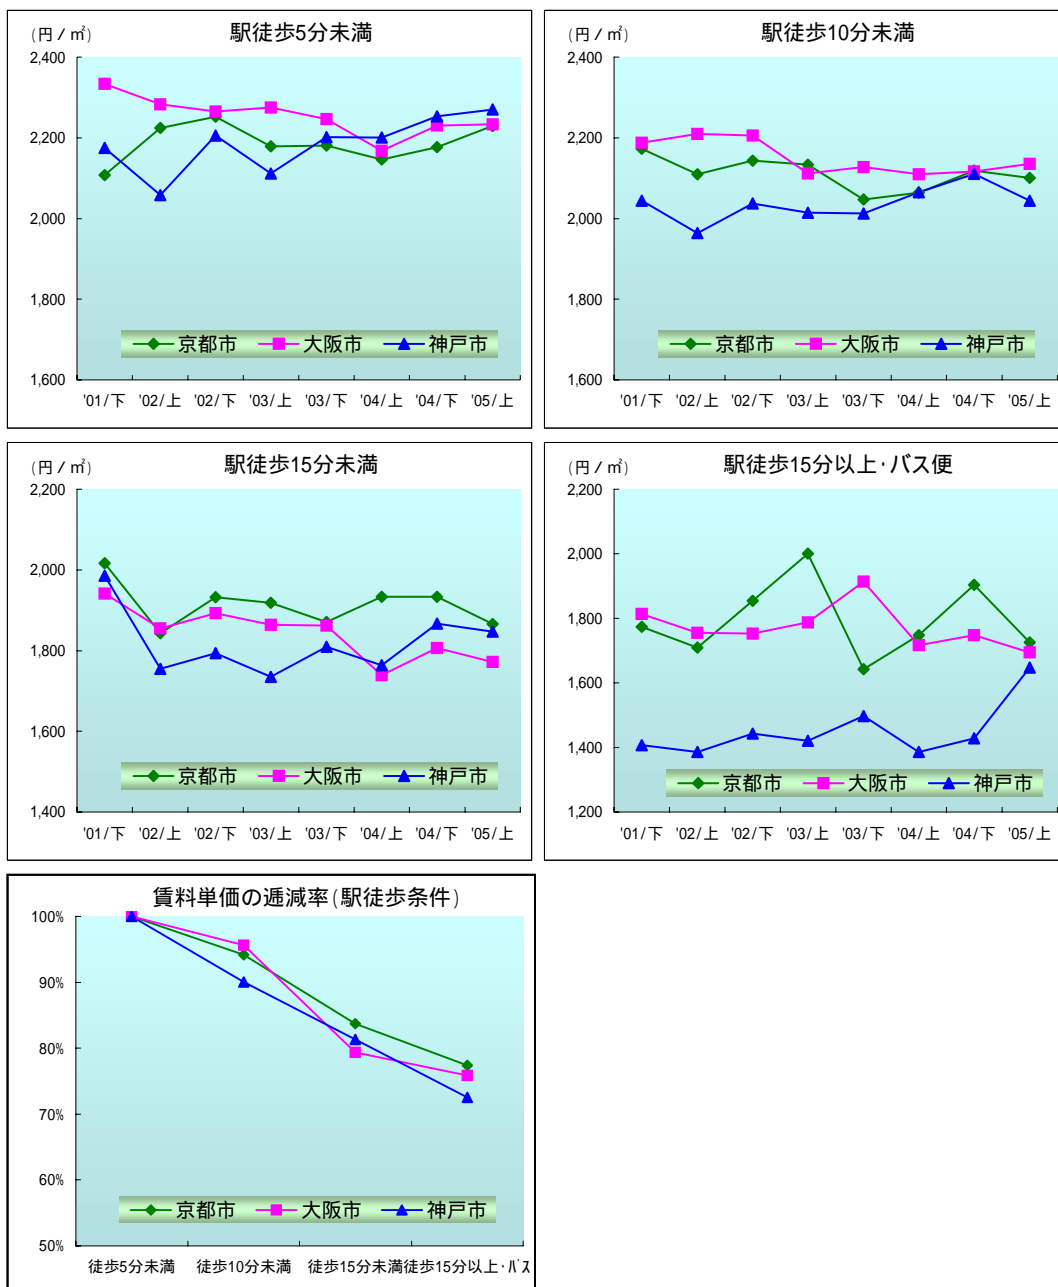 (円/㎡) 駅徒歩5分未満
2,400
2,200
2,000
1,800
1,600
京都市 大阪市 神戸市
'01/下 '02/上 '02/下 '03/上 '03/下 '04/上 '04/下 '05/上
(円/㎡) 駅徒歩10分未満
2,400
2,200
2,000
1,800
1,600
京都市 大阪市 神戸市
'01/下 '02/上 '02/下 '03/上 '03/下 '04/上 '04/下 '05/上
(円/㎡) 駅徒歩15分未満
2,200
2,000
1,800
1,600
1,400
京都市 大阪市 神戸市
'01/下 '02/上 '02/下 '03/上 '03/下 '04/上 '04/下 '05/上
(円/㎡) 駅徒歩15分以上・バス便
2,200
2,000
1,800
1,600
1,400
1,200
京都市 大阪市 神戸市
'01/下 '02/上 '02/下 '03/上 '03/下 '04/上 '04/下 '05/上
賃料単価の逓減率(駅徒歩条件)
100%
90%
80%
70%
60%
50%
京都市 大阪市 神戸市
徒歩5分未満 徒歩10分未満 徒歩15分未満 徒歩15分以上・バス